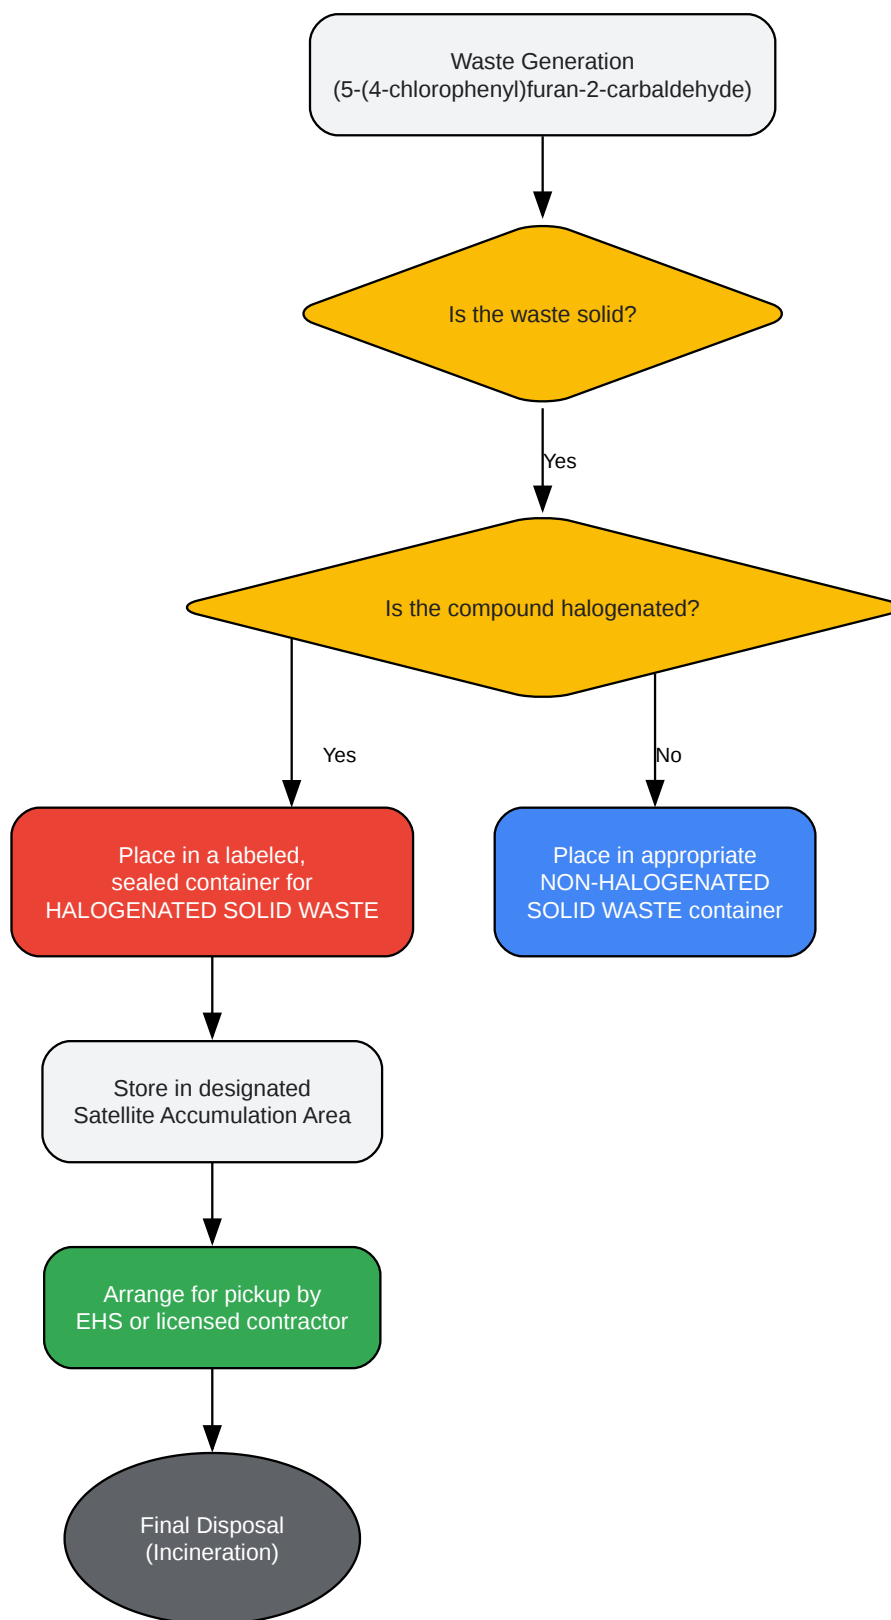 Waste Generation
(5-(4-chlorophenyl)furan-2-carbaldehyde)
Is the waste solid?
Yes
Is the compound halogenated?
Yes
No
Place in a labeled,
sealed container for
HALOGENATED SOLID WASTE
Place in appropriate
NON-HALOGENATED
SOLID WASTE container
Store in designated
Satellite Accumulation Area
Arrange for pickup by
EHS or licensed contractor
Final Disposal
(Incineration)